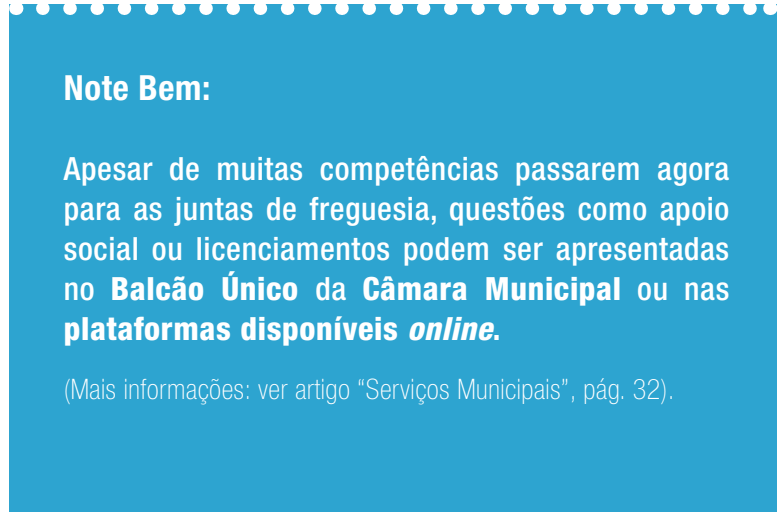 Note Bem:
Apesar de muitas competências passarem agora
para as juntas de freguesia, questões como apoio
social ou licenciamentos podem ser apresentadas
no Balcão Único da Câmara Municipal ou nas
plataformas disponíveis online.
(Mais informações: ver artigo “Serviços Municipais”, pág. 32).